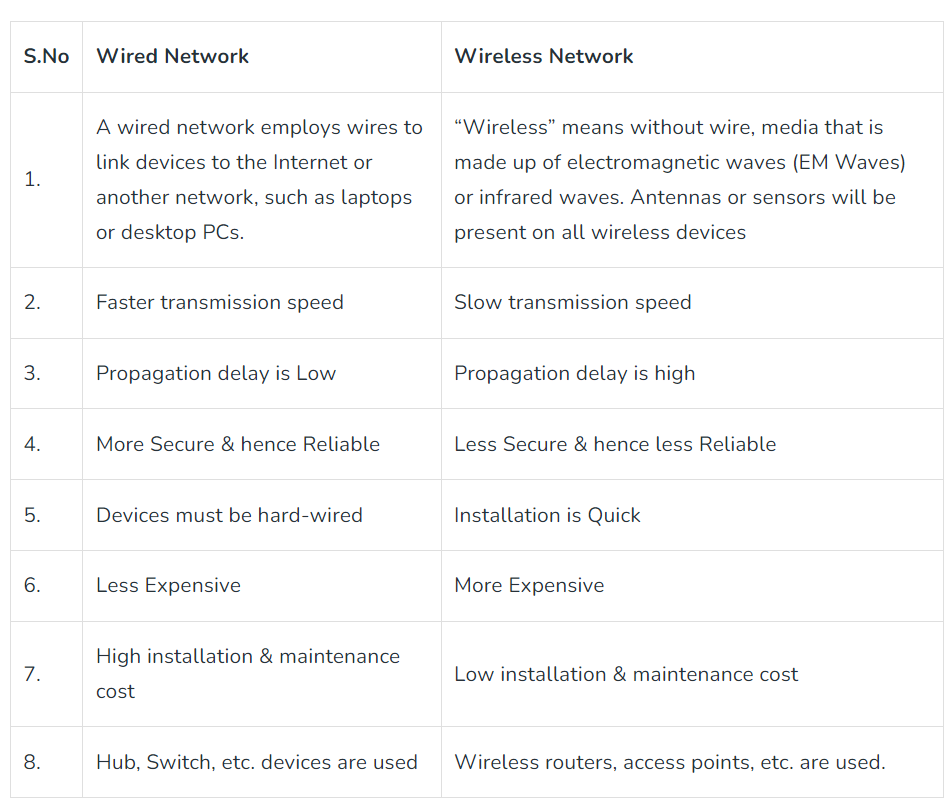 S.No Wired Network Wireless Network
1.
A wired network employs wires to
link devices to the Internet or
another network, such as laptops
or desktop PCs.
“Wireless” means without wire, media that is
made up of electromagnetic waves (EM Waves)
or infrared waves. Antennas or sensors will be
present on all wireless devices
2. Faster transmission speed Slow transmission speed
3. Propagation delay is Low Propagation delay is high
4. More Secure & hence Reliable Less Secure & hence less Reliable
5. Devices must be hard-wired Installation is Quick
6. Less Expensive More Expensive
7.
High installation & maintenance
cost
Low installation & maintenance cost
8. Hub, Switch, etc. devices are used Wireless routers, access points, etc. are used.